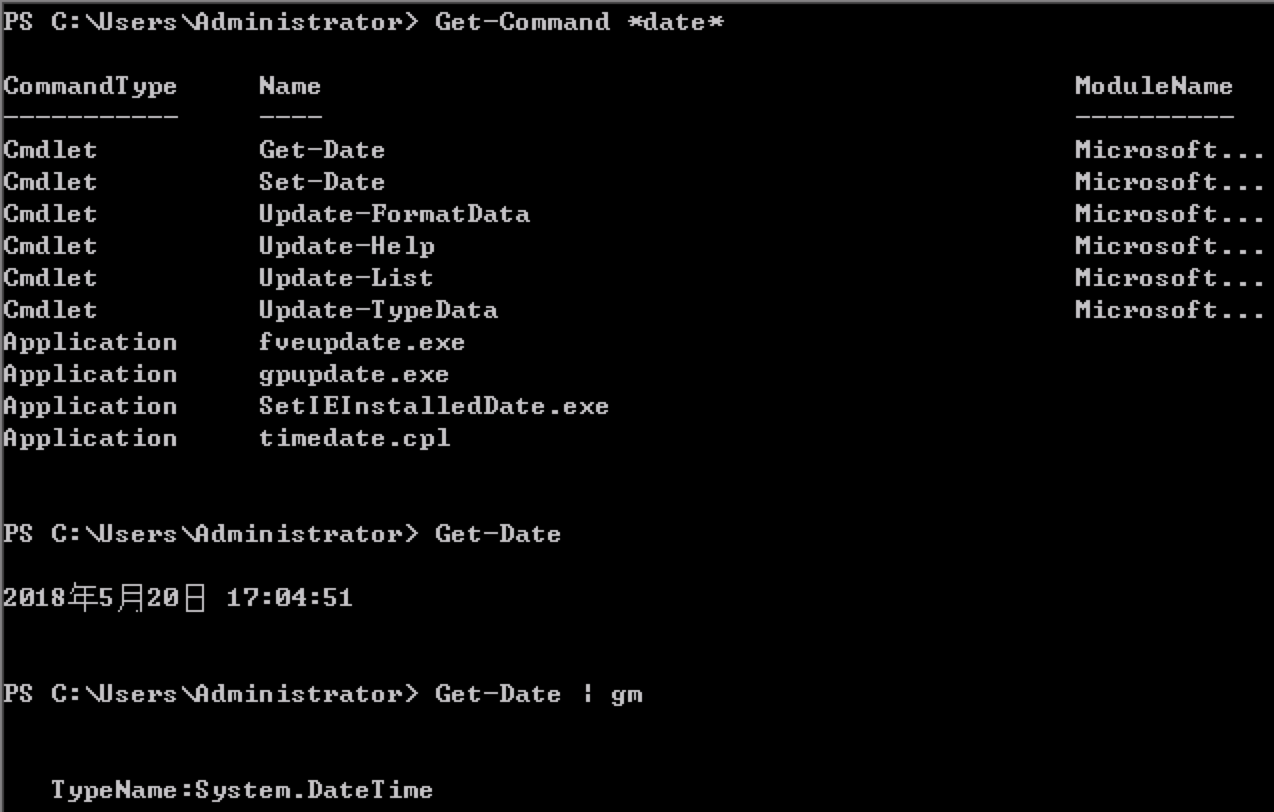 PS C:\Users\Administrator> Get-Command *date*
CommandType     Name                                                   ModuleName
-----------     ----                                                   ----------
Cmdlet          Get-Date                                               Microsoft...
Cmdlet          Set-Date                                               Microsoft...
Cmdlet          Update-FormatData                                      Microsoft...
Cmdlet          Update-Help                                            Microsoft...
Cmdlet          Update-List                                            Microsoft...
Cmdlet          Update-TypeData                                        Microsoft...
Application     fveupdate.exe
Application     gpupdate.exe
Application     SetIEInstalledDate.exe
Application     timedate.cpl
PS C:\Users\Administrator> Get-Date
2018年5月20日 17:04:51
PS C:\Users\Administrator> Get-Date | gm
   TypeName:System.DateTime